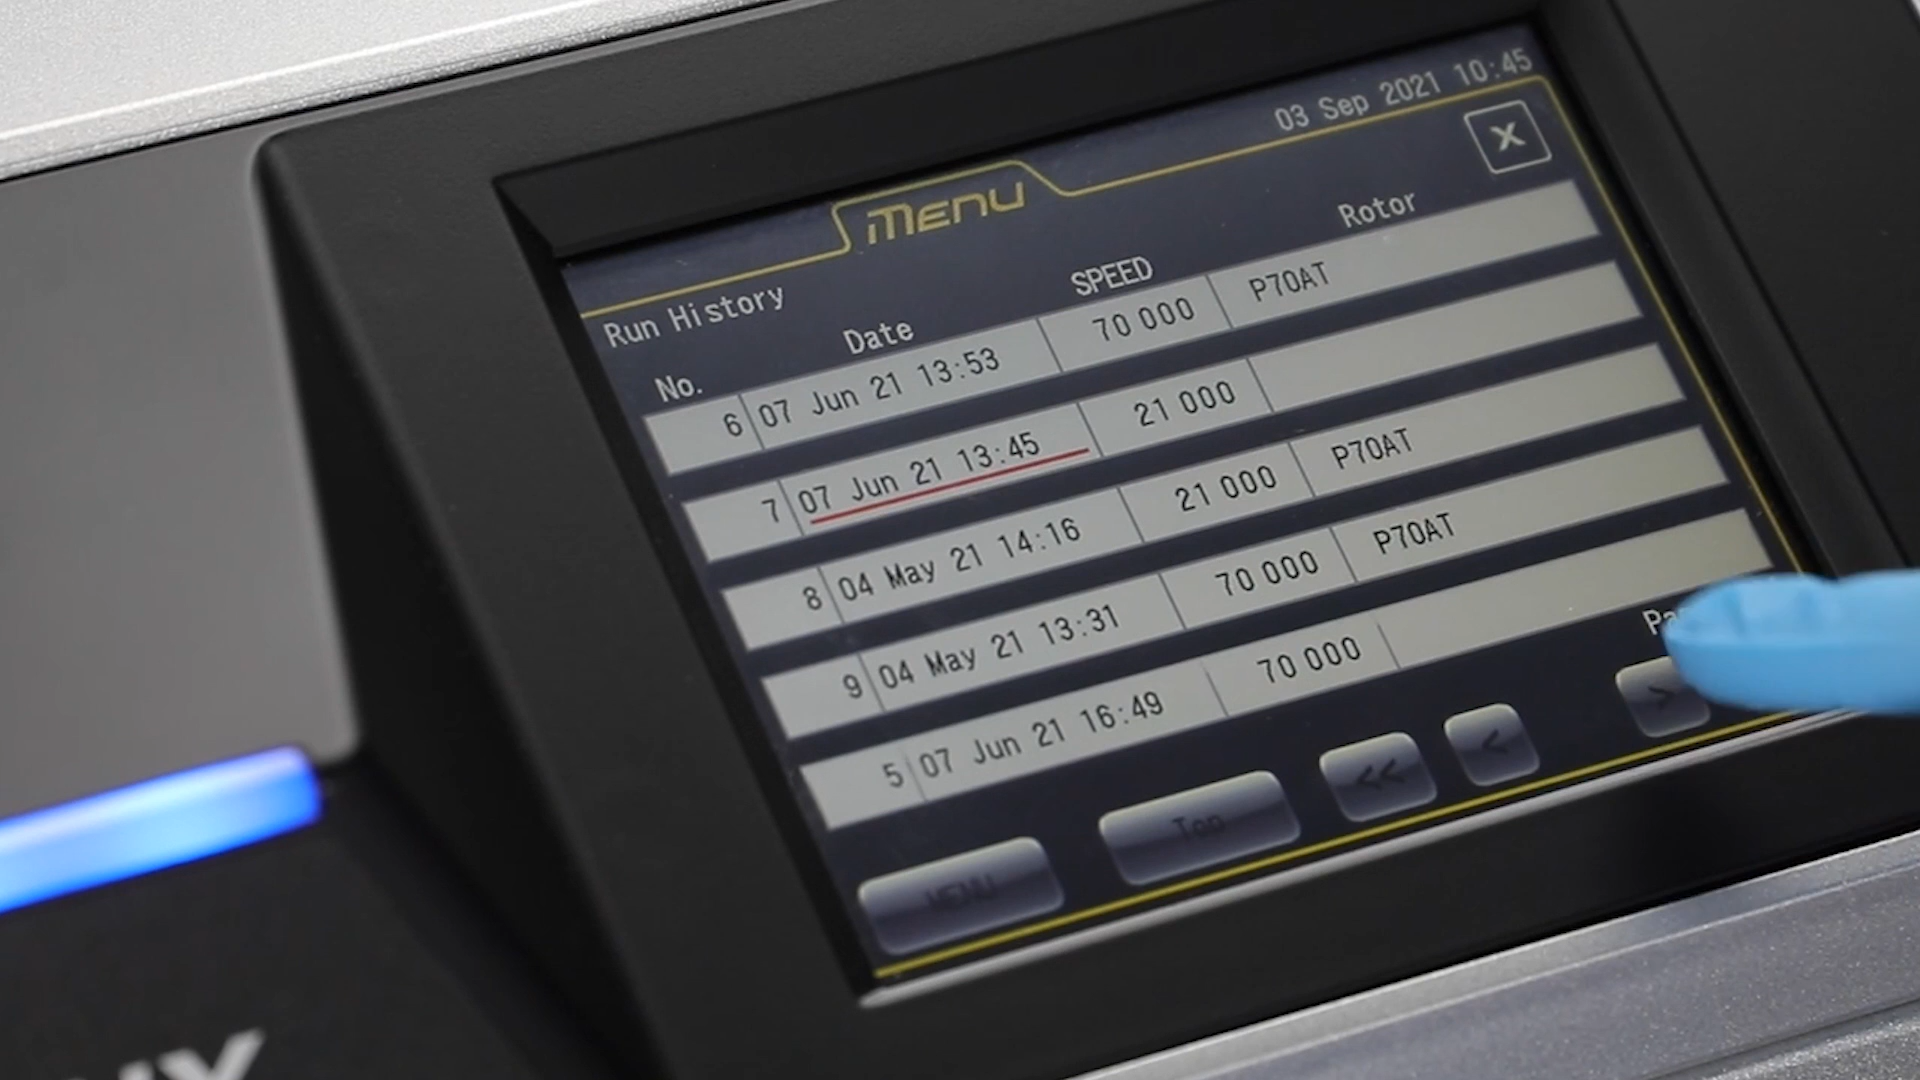 03 Sep 2021 10:45
MENU
X
Run History
No. Date SPEED Rotor
6 07 Jun 21 13:53 70 000 P70AT
7 07 Jun 21 13:45 21 000
8 04 May 21 14:16 21 000 P70AT
9 04 May 21 13:31 70 000 P70AT
5 07 Jun 21 16:49 70 000
MENU Top << < >